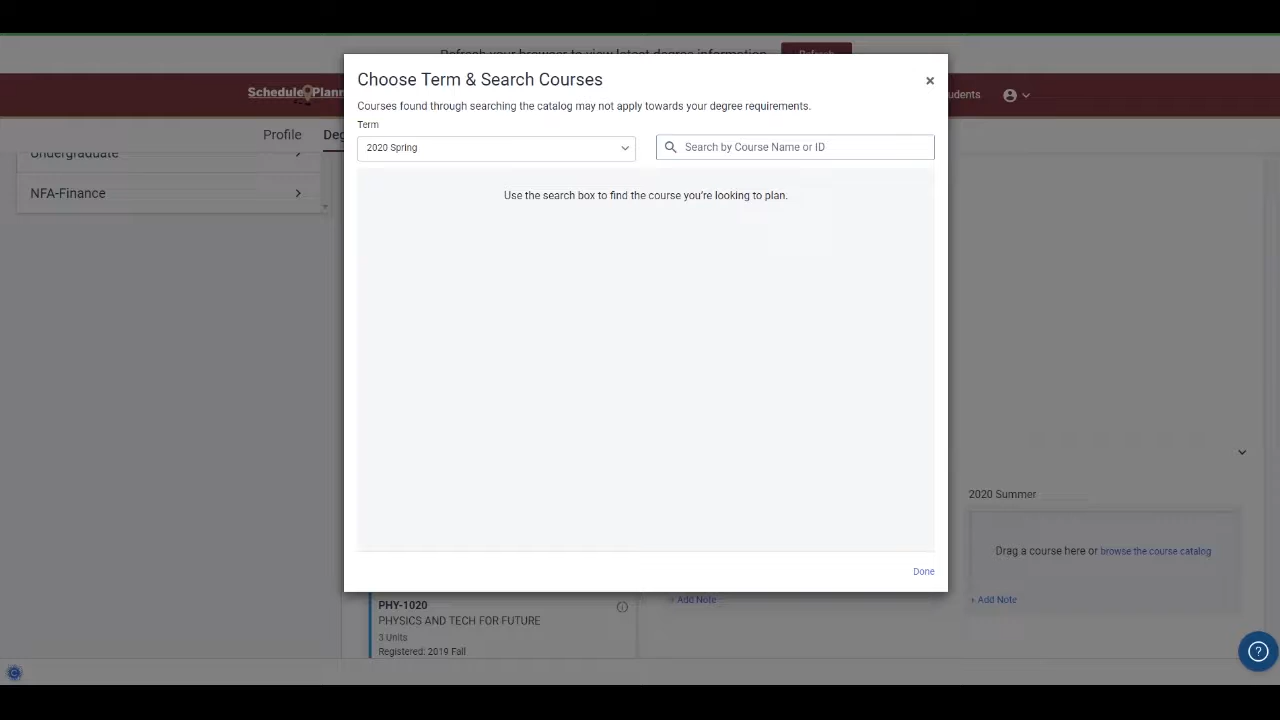 Refresh your browser to view latest degree information
Refresh
Choose Term & Search Courses
×
Courses found through searching the catalog may not apply towards your degree requirements.
Schedule Plann
udents
Term
Profile
Deg
2020 Spring
Search by Course Name or ID
Undergraduate
NFA-Finance
Use the search box to find the course you're looking to plan.
2020 Summer
Drag a course here or browse the course catalog
Done
+ Add Note
+ Add Note
PHY-1020
PHYSICS AND TECH FOR FUTURE
3 Units
Registered: 2019 Fall
?